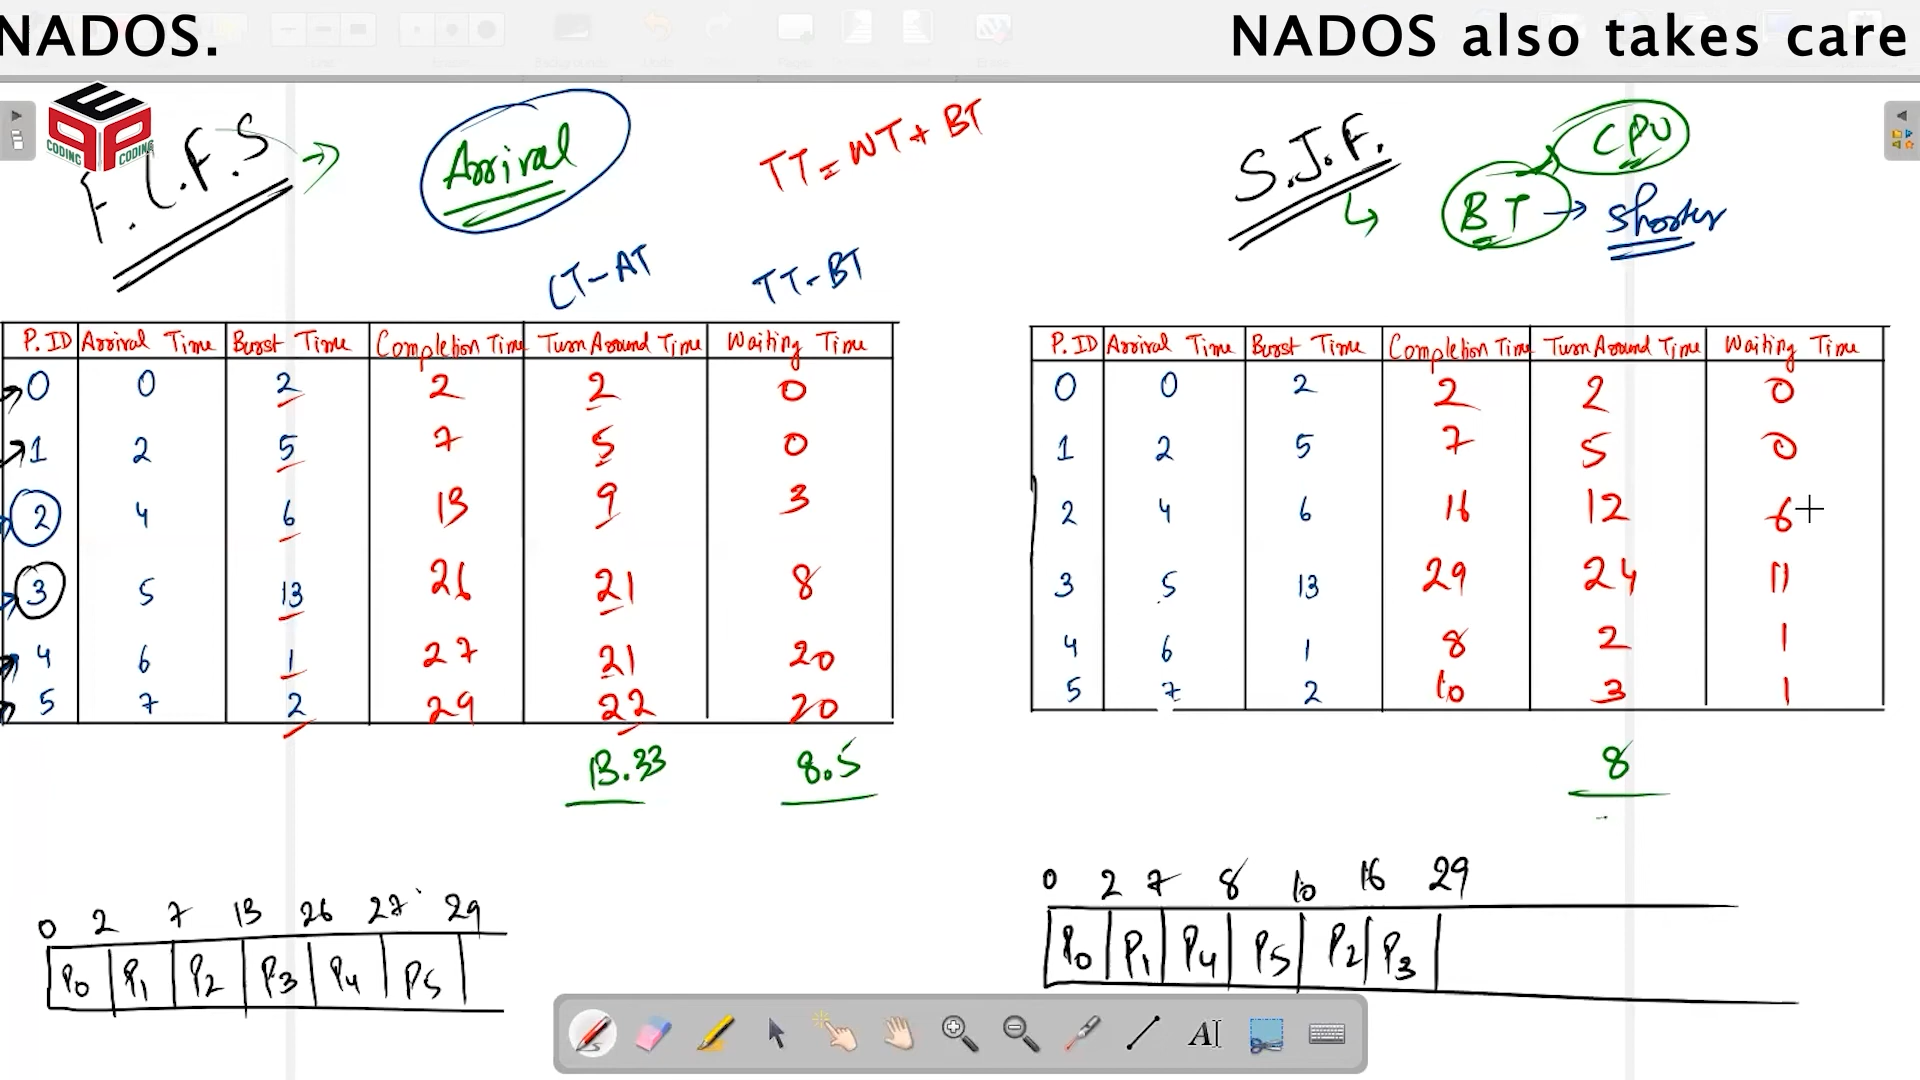 NADOS. NADOS also takes care
CODING CODING
F.C.F.S → Arrival TT = WT + BT
CT-AT TT-BT
P.ID Arrival Time Burst Time Completion Time Turn Around Time Waiting Time
0 0 2 2 2 0
1 2 5 7 5 0
2 4 6 13 9 3
3 5 13 26 21 8
4 6 1 27 21 20
5 7 2 29 22 20
13.33 8.5
0 2 7 13 26 27 29
P0 P1 P2 P3 P4 P5
S.J.F. CPU
BT → Shorter
P.ID Arrival Time Burst Time Completion Time Turn Around Time Waiting Time
0 0 2 2 2 0
1 2 5 7 5 0
2 4 6 16 12 6
3 5 13 29 24 11
4 6 1 8 2 1
5 7 2 10 3 1
8
0 2 7 8 10 16 29
P0 P1 P4 P5 P2 P3